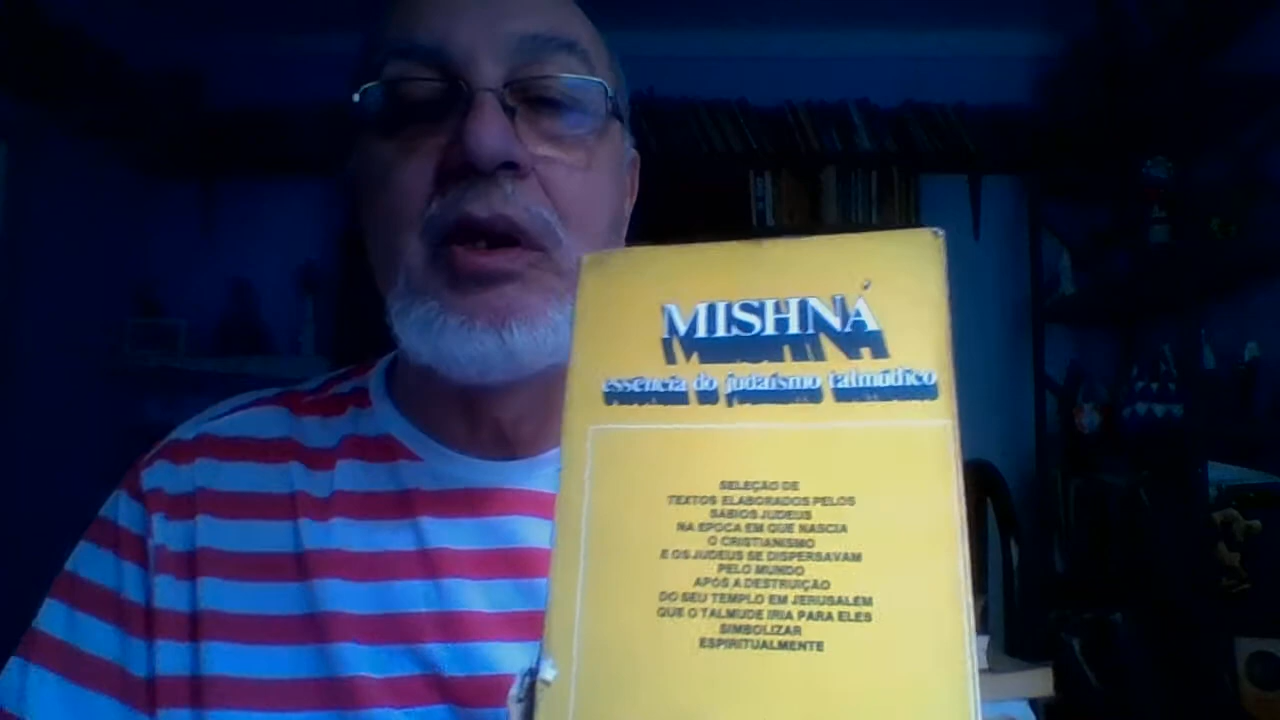 MISHNÁ
essência do judaísmo talmúdico
SELEÇÃO DE
TEXTOS ELABORADOS PELOS
SÁBIOS JUDEUS
NA ÉPOCA EM QUE NASCIA
O CRISTIANISMO
E OS JUDEUS SE DISPERSAVAM
PELO MUNDO
APÓS A DESTRUIÇÃO
DO SEU TEMPLO EM JERUSALÉM
QUE O TALMUDE IRIA PARA ELES
SIMBOLIZAR
ESPIRITUALMENTE